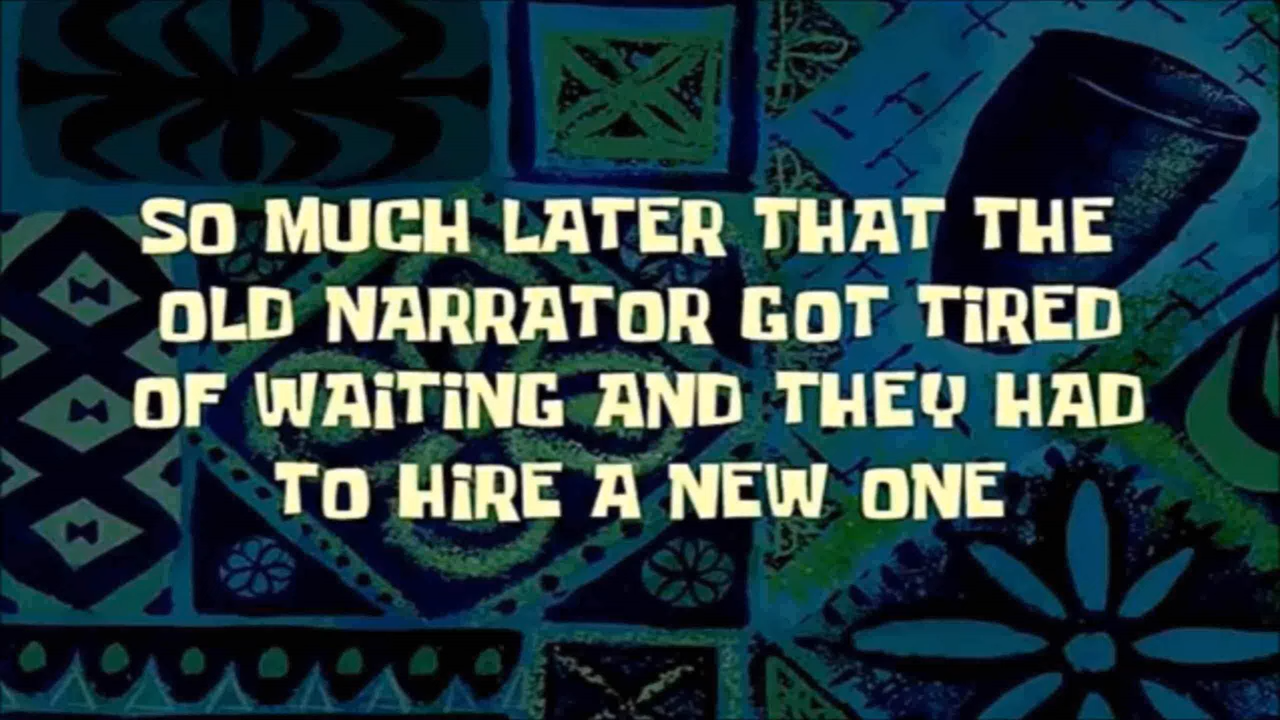 SO MUCH LATER THAT THE
OLD NARRATOR GOT TiRED
OF WAiTiNG AND THEY HAD
TO HiRE A NEW ONE